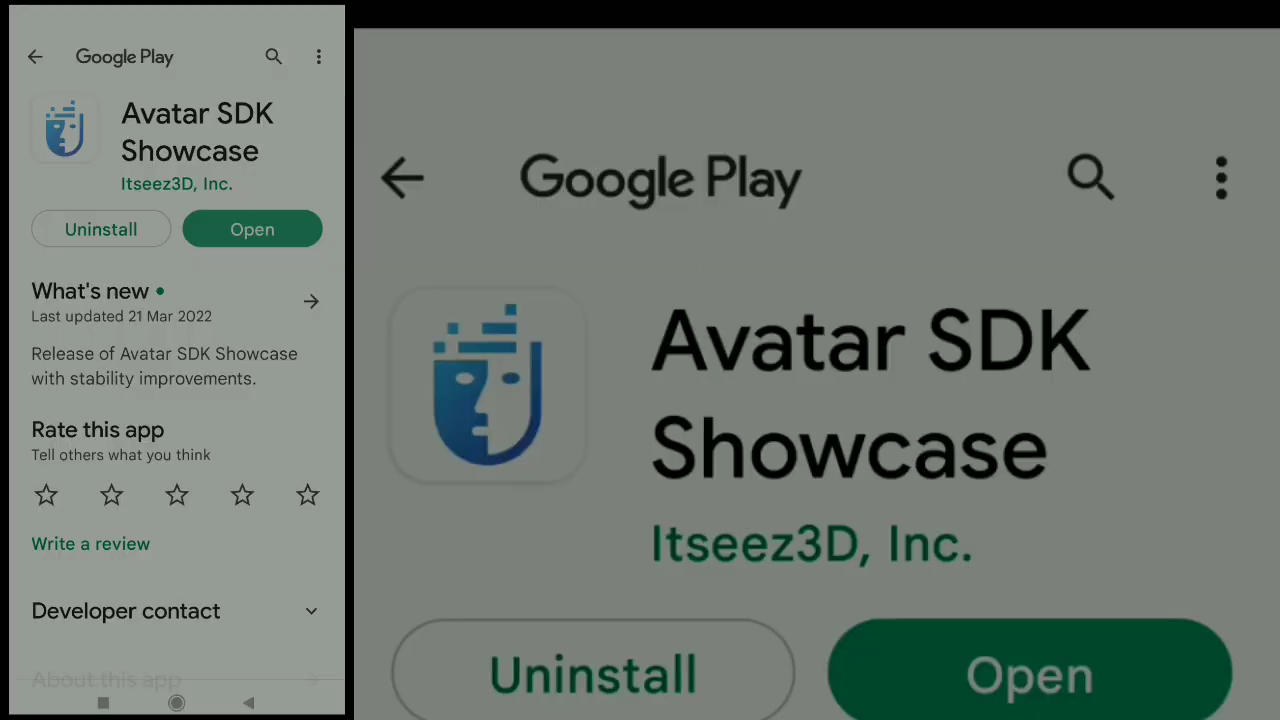 Google Play
Avatar SDK
Showcase
Itseez3D, Inc.
Uninstall
Open
What's new
Last updated 21 Mar 2022
Release of Avatar SDK Showcase
with stability improvements.
Rate this app
Tell others what you think
Write a review
Developer contact
About this app
Google Play
Avatar SDK
Showcase
Itseez3D, Inc.
Uninstall
Open